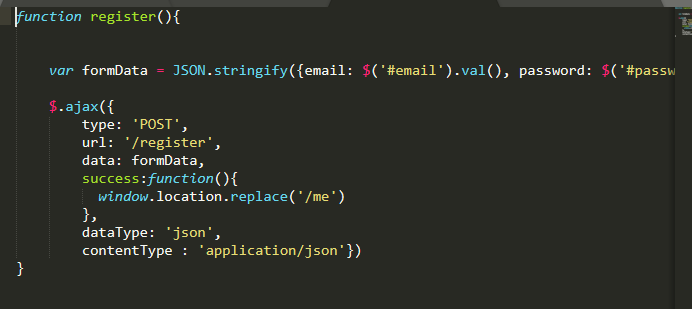 function register(){
var formData = JSON.stringify({email: $('#email').val(), password: $('#passw
$.ajax({
type: 'POST',
url: '/register',
data: formData,
success:function(){
window.location.replace('/me')
},
dataType: 'json',
contentType : 'application/json'})
}